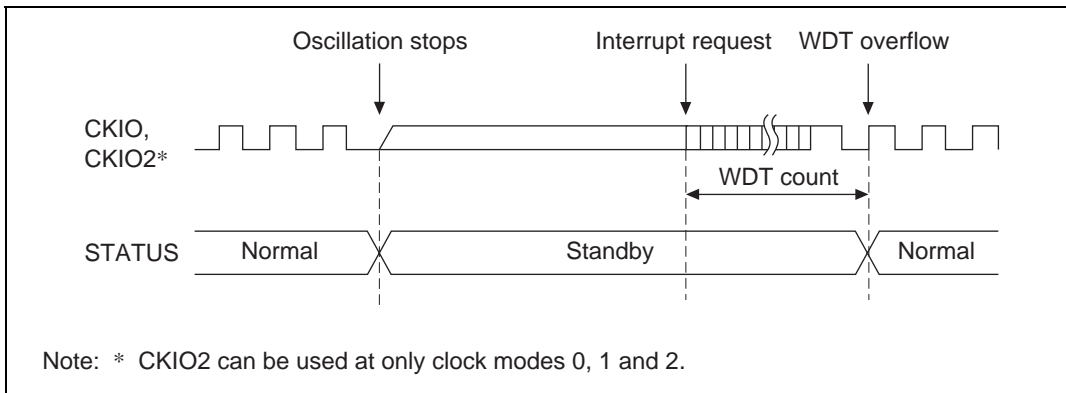 Oscillation stops
Interrupt request
WDT overflow
CKIO,
CKIO2*
WDT count
STATUS
Normal
Standby
Normal
Note: * CKIO2 can be used at only clock modes 0, 1 and 2.